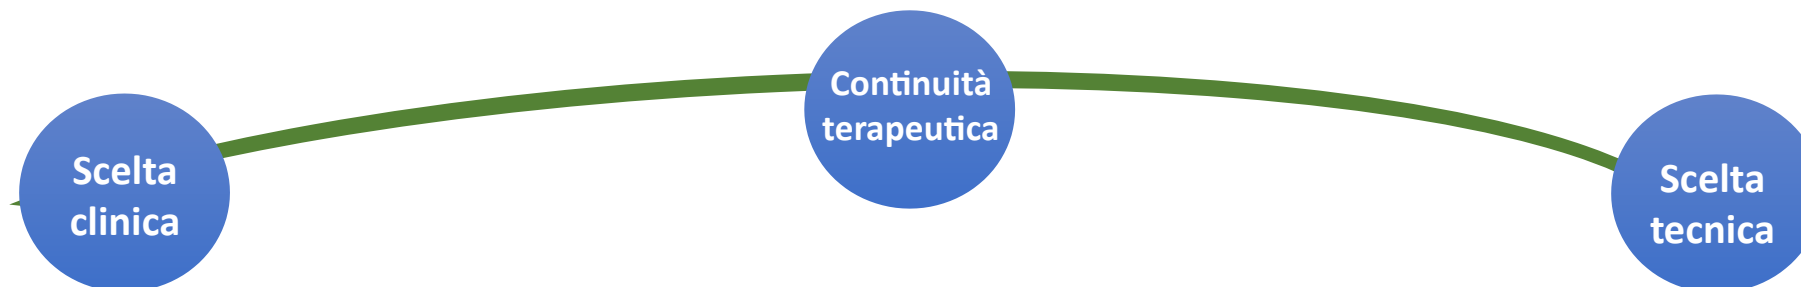 Scelta
clinica
Continuità
terapeutica
Scelta
tecnica